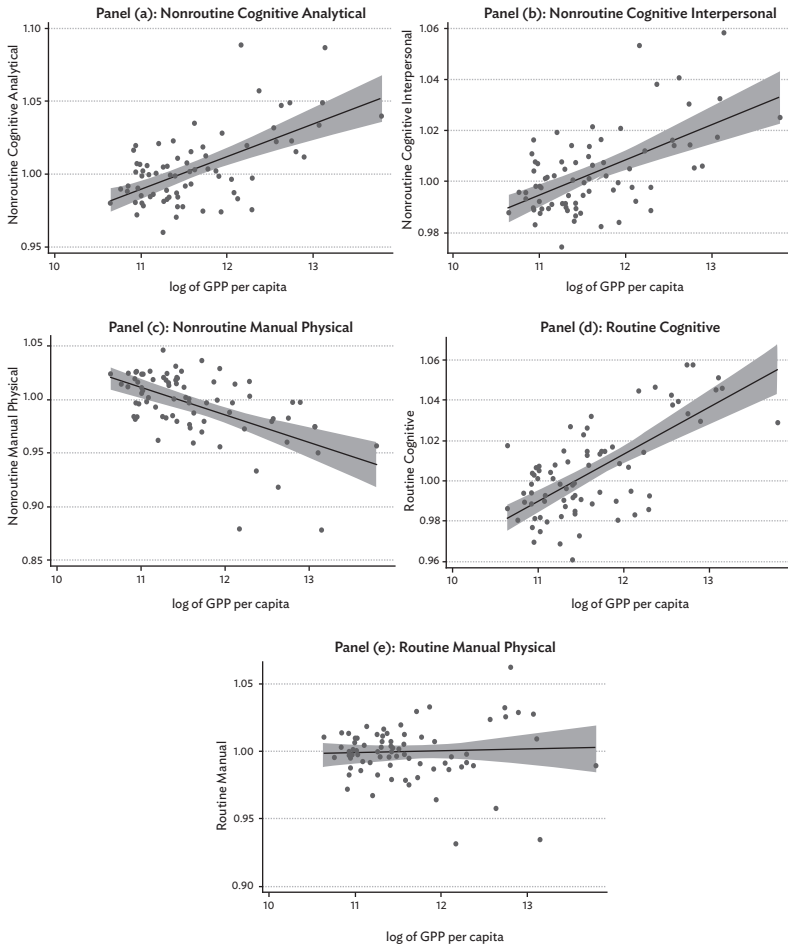 Panel (a): Nonroutine Cognitive Analytical
Nonroutine Cognitive Analytical
1.10
1.05
1.00
0.95
10
11
12
13
log of GPP per capita
Panel (b): Nonroutine Cognitive Interpersonal
Nonroutine Cognitive Interpersonal
1.06
1.04
1.02
1.00
0.98
10
11
12
13
log of GPP per capita
Panel (c): Nonroutine Manual Physical
Nonroutine Manual Physical
1.05
1.00
0.95
0.90
0.85
10
11
12
13
log of GPP per capita
Panel (d): Routine Cognitive
Routine Cognitive
1.06
1.04
1.02
1.00
0.98
0.96
10
11
12
13
log of GPP per capita
Panel (e): Routine Manual Physical
Routine Manual
1.05
1.00
0.95
0.90
10
11
12
13
log of GPP per capita